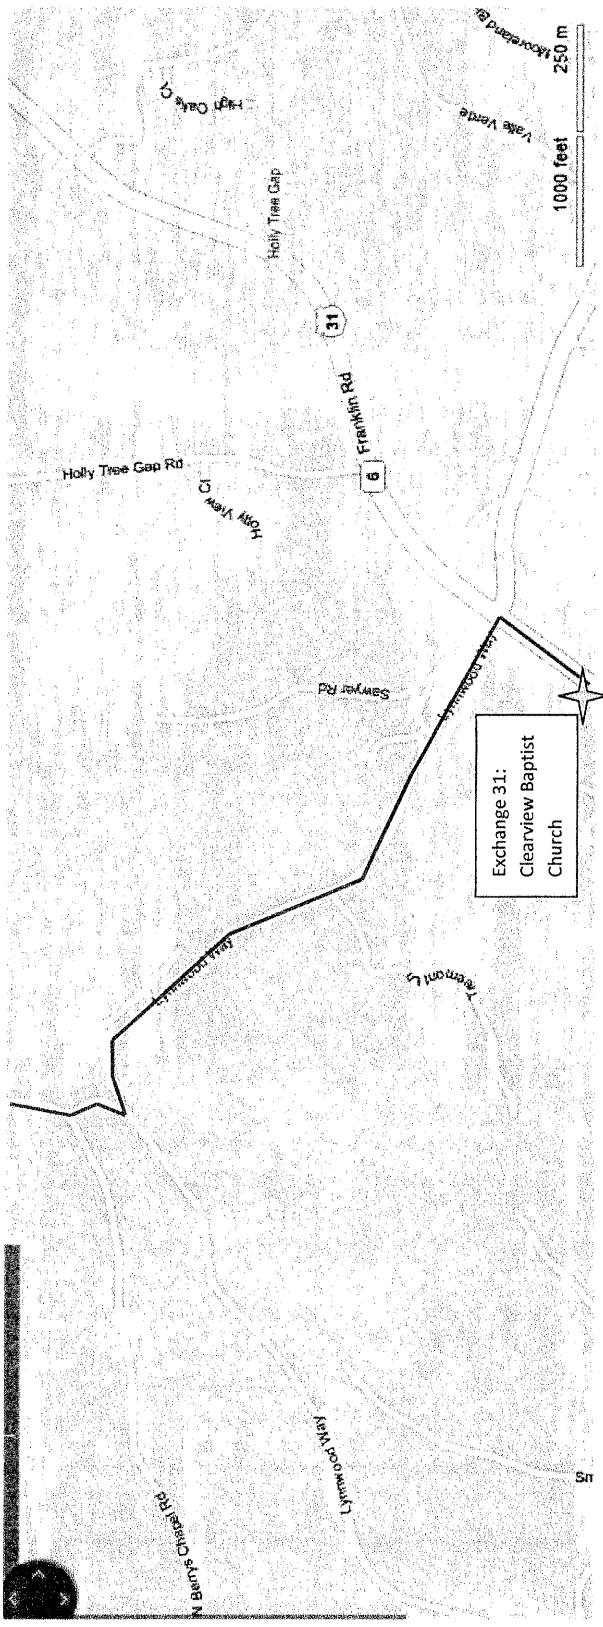 N Berrys Chapel Rd
Lynnwood Way
Lynnwood Way
Tremont Ln
Exchange 31:
Clearview Baptist
Church
Lynnwood Way
Sawyer Rd
Holly Tree Gap Rd
Holly View Ct
6
Franklin Rd
31
Holly Tree Gap
High Oaks Ct
Valle Verde
1000 feet
250 m